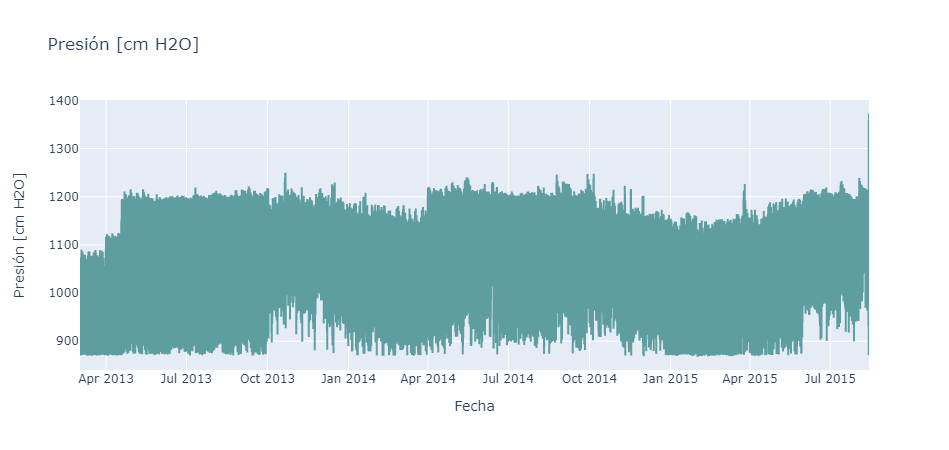 Presión [cm H2O]
Presión [cm H2O]
1400
1300
1200
1100
1000
900
Apr 2013 Jul 2013 Oct 2013 Jan 2014 Apr 2014 Jul 2014 Oct 2014 Jan 2015 Apr 2015 Jul 2015
Fecha